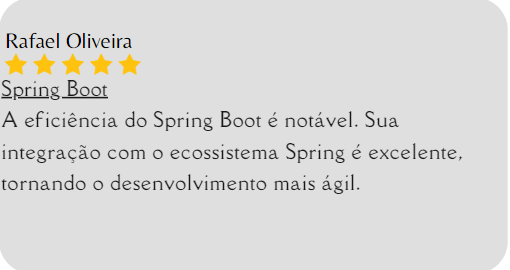 Rafael Oliveira
Spring Boot
A eficiência do Spring Boot é notável. Sua
integração com o ecossistema Spring é excelente,
tornando o desenvolvimento mais ágil.